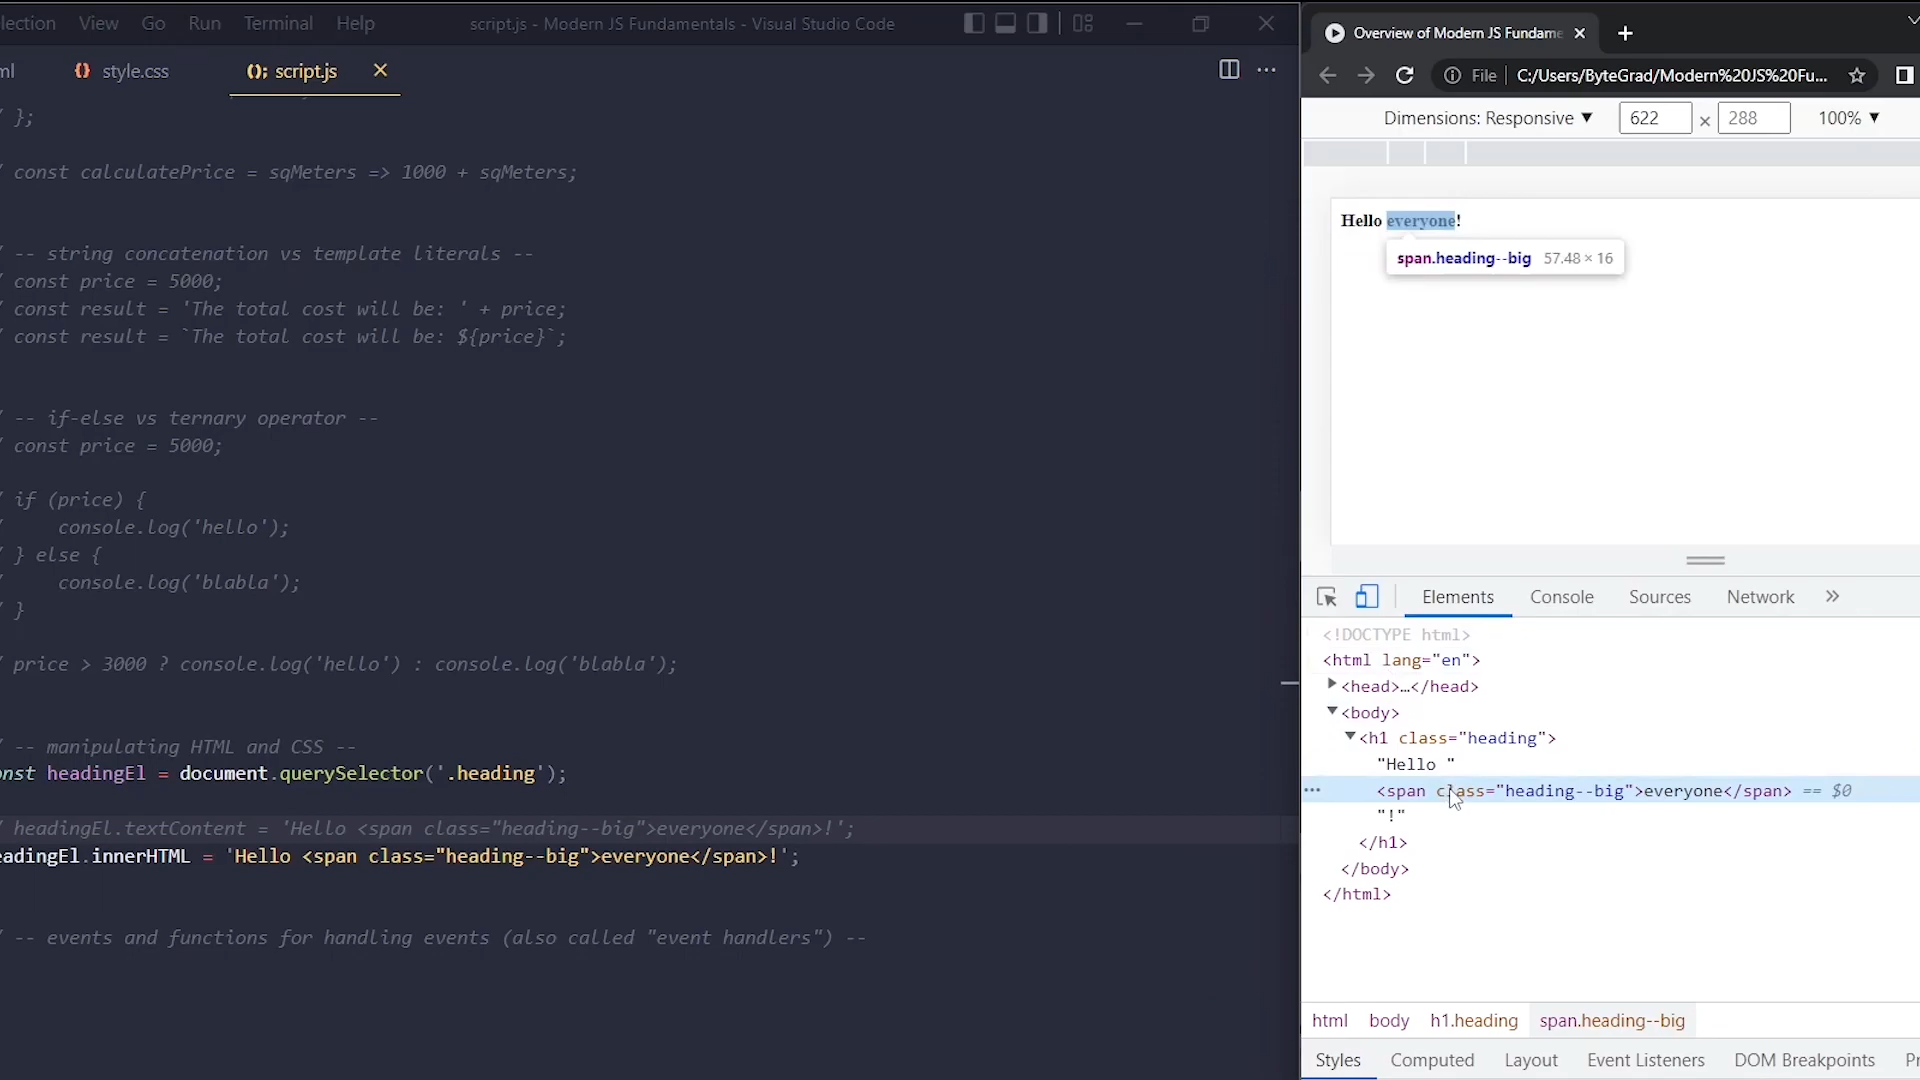 lection View Go Run Terminal Help script.js - Modern JS Fundamentals - Visual Studio Code
ml style.css script.js
/ };
/ const calculatePrice = sqMeters => 1000 + sqMeters;
/ -- string concatenation vs template literals --
/ const price = 5000;
/ const result = 'The total cost will be: ' + price;
/ const result = `The total cost will be: ${price}`;
/ -- if-else vs ternary operator --
/ const price = 5000;
/ if (price) {
/     console.log('hello');
/ } else {
/     console.log('blabla');
/ }
/ price > 3000 ? console.log('hello') : console.log('blabla');
/ -- manipulating HTML and CSS --
onst headingEl = document.querySelector('.heading');
/ headingEl.textContent = 'Hello <span class="heading--big">everyone</span>!';
eadingEl.innerHTML = 'Hello <span class="heading--big">everyone</span>!';
/ -- events and functions for handling events (also called "event handlers") --
Overview of Modern JS Fundame
File C:/Users/ByteGrad/Modern%20JS%20Fu...
Dimensions: Responsive ▼ 622 × 288 100% ▼
Hello everyone!
span.heading--big 57.48 × 16
Elements Console Sources Network »
<!DOCTYPE html>
<html lang="en">
<head>…</head>
<body>
<h1 class="heading">
"Hello "
<span class="heading--big">everyone</span> == $0
"!"
</h1>
</body>
</html>
html body h1.heading span.heading--big
Styles Computed Layout Event Listeners DOM Breakpoints Pr